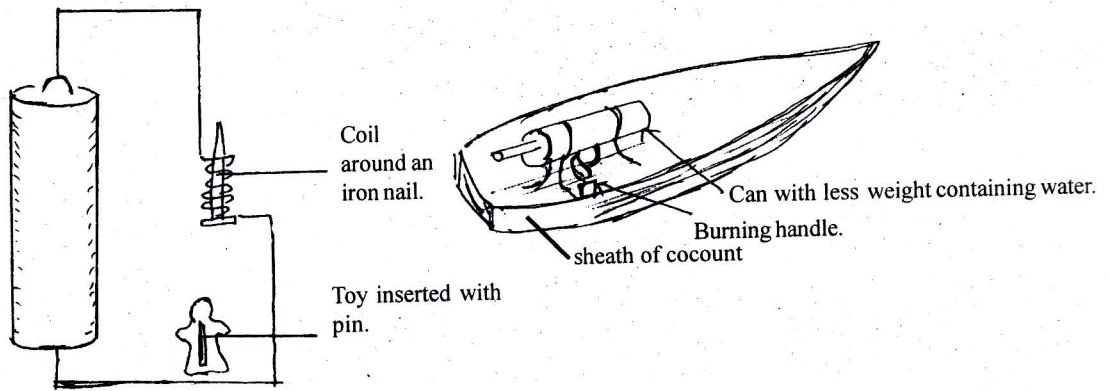 Coil
around an
iron nail.
Can with less weight containing water.
Burning handle.
sheath of cocount
Toy inserted with
pin.